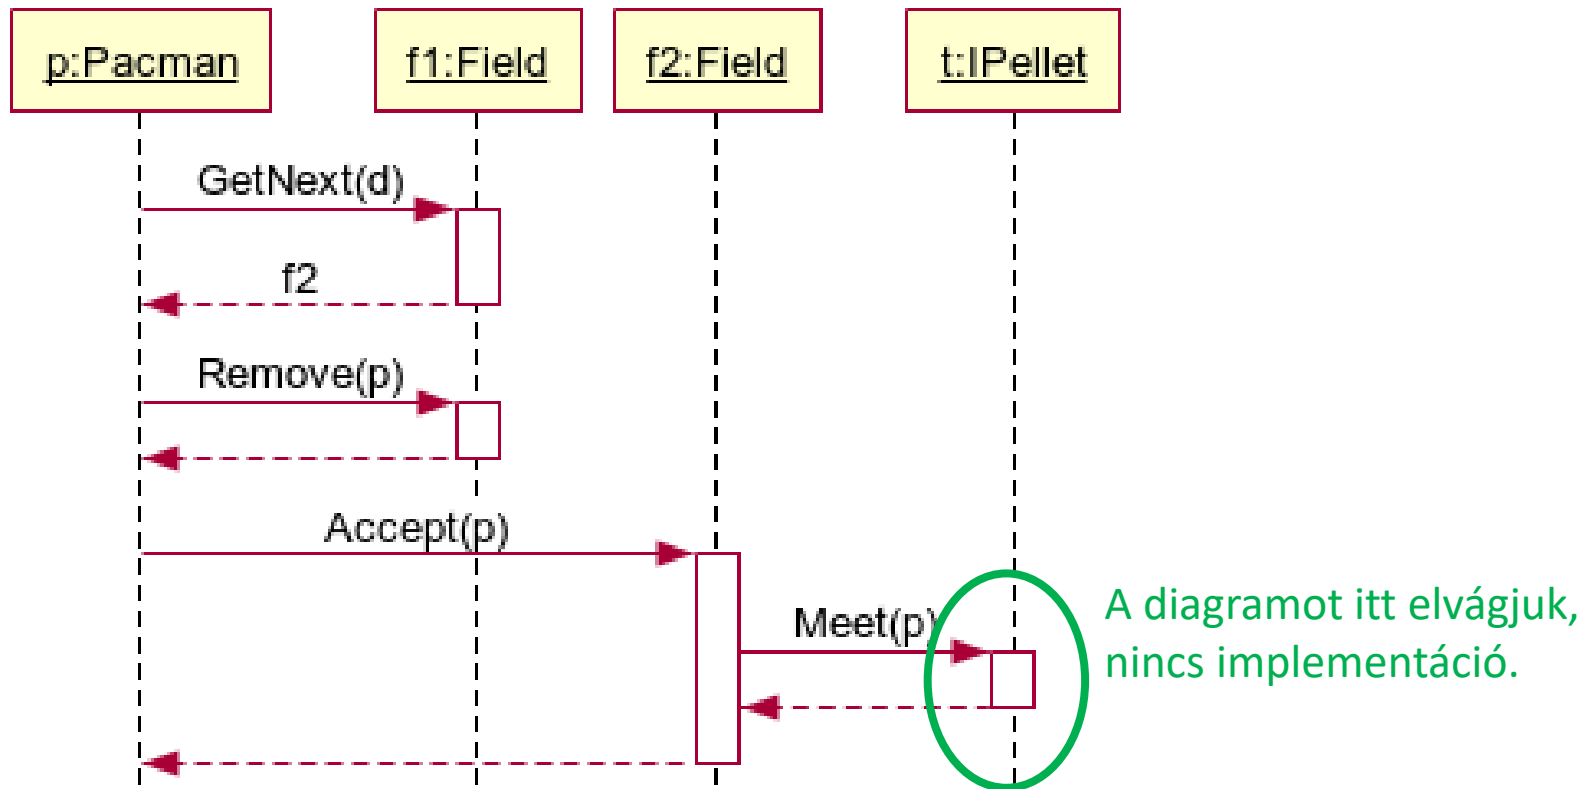 p:Pacman
f1:Field
f2:Field
t:IPellet
GetNext(d)
f2
Remove(p)
Accept(p)
Meet(p)
A diagramot itt elvágjuk,
nincs implementáció.